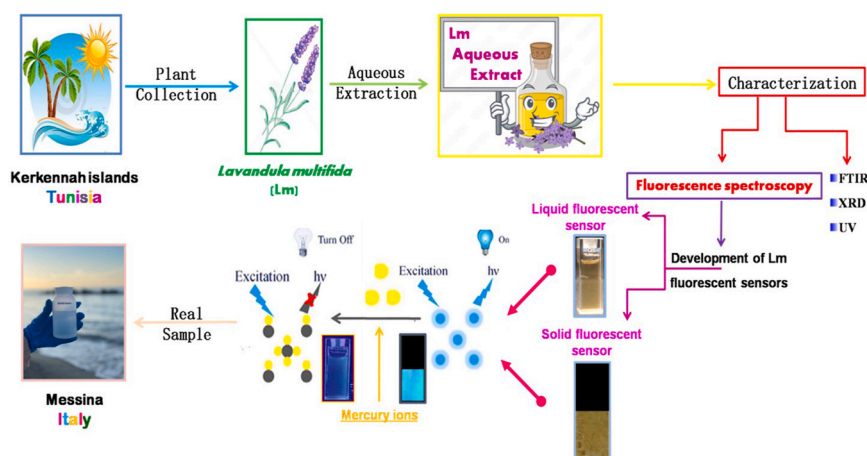 Plant
Collection
Kerkennah islands
Tunisia
Lavandula multifida
(Lm)
Aqueous
Extraction
Lm
Aqueous
Extract
Characterization
Fluorescence spectroscopy
FTIR
XRD
UV
Liquid fluorescent
sensor
Development of Lm
fluorescent sensors
Solid fluorescent
sensor
On
Excitation
hν
Turn Off
Excitation
hν
Mercury ions
Real
Sample
Messina
Italy